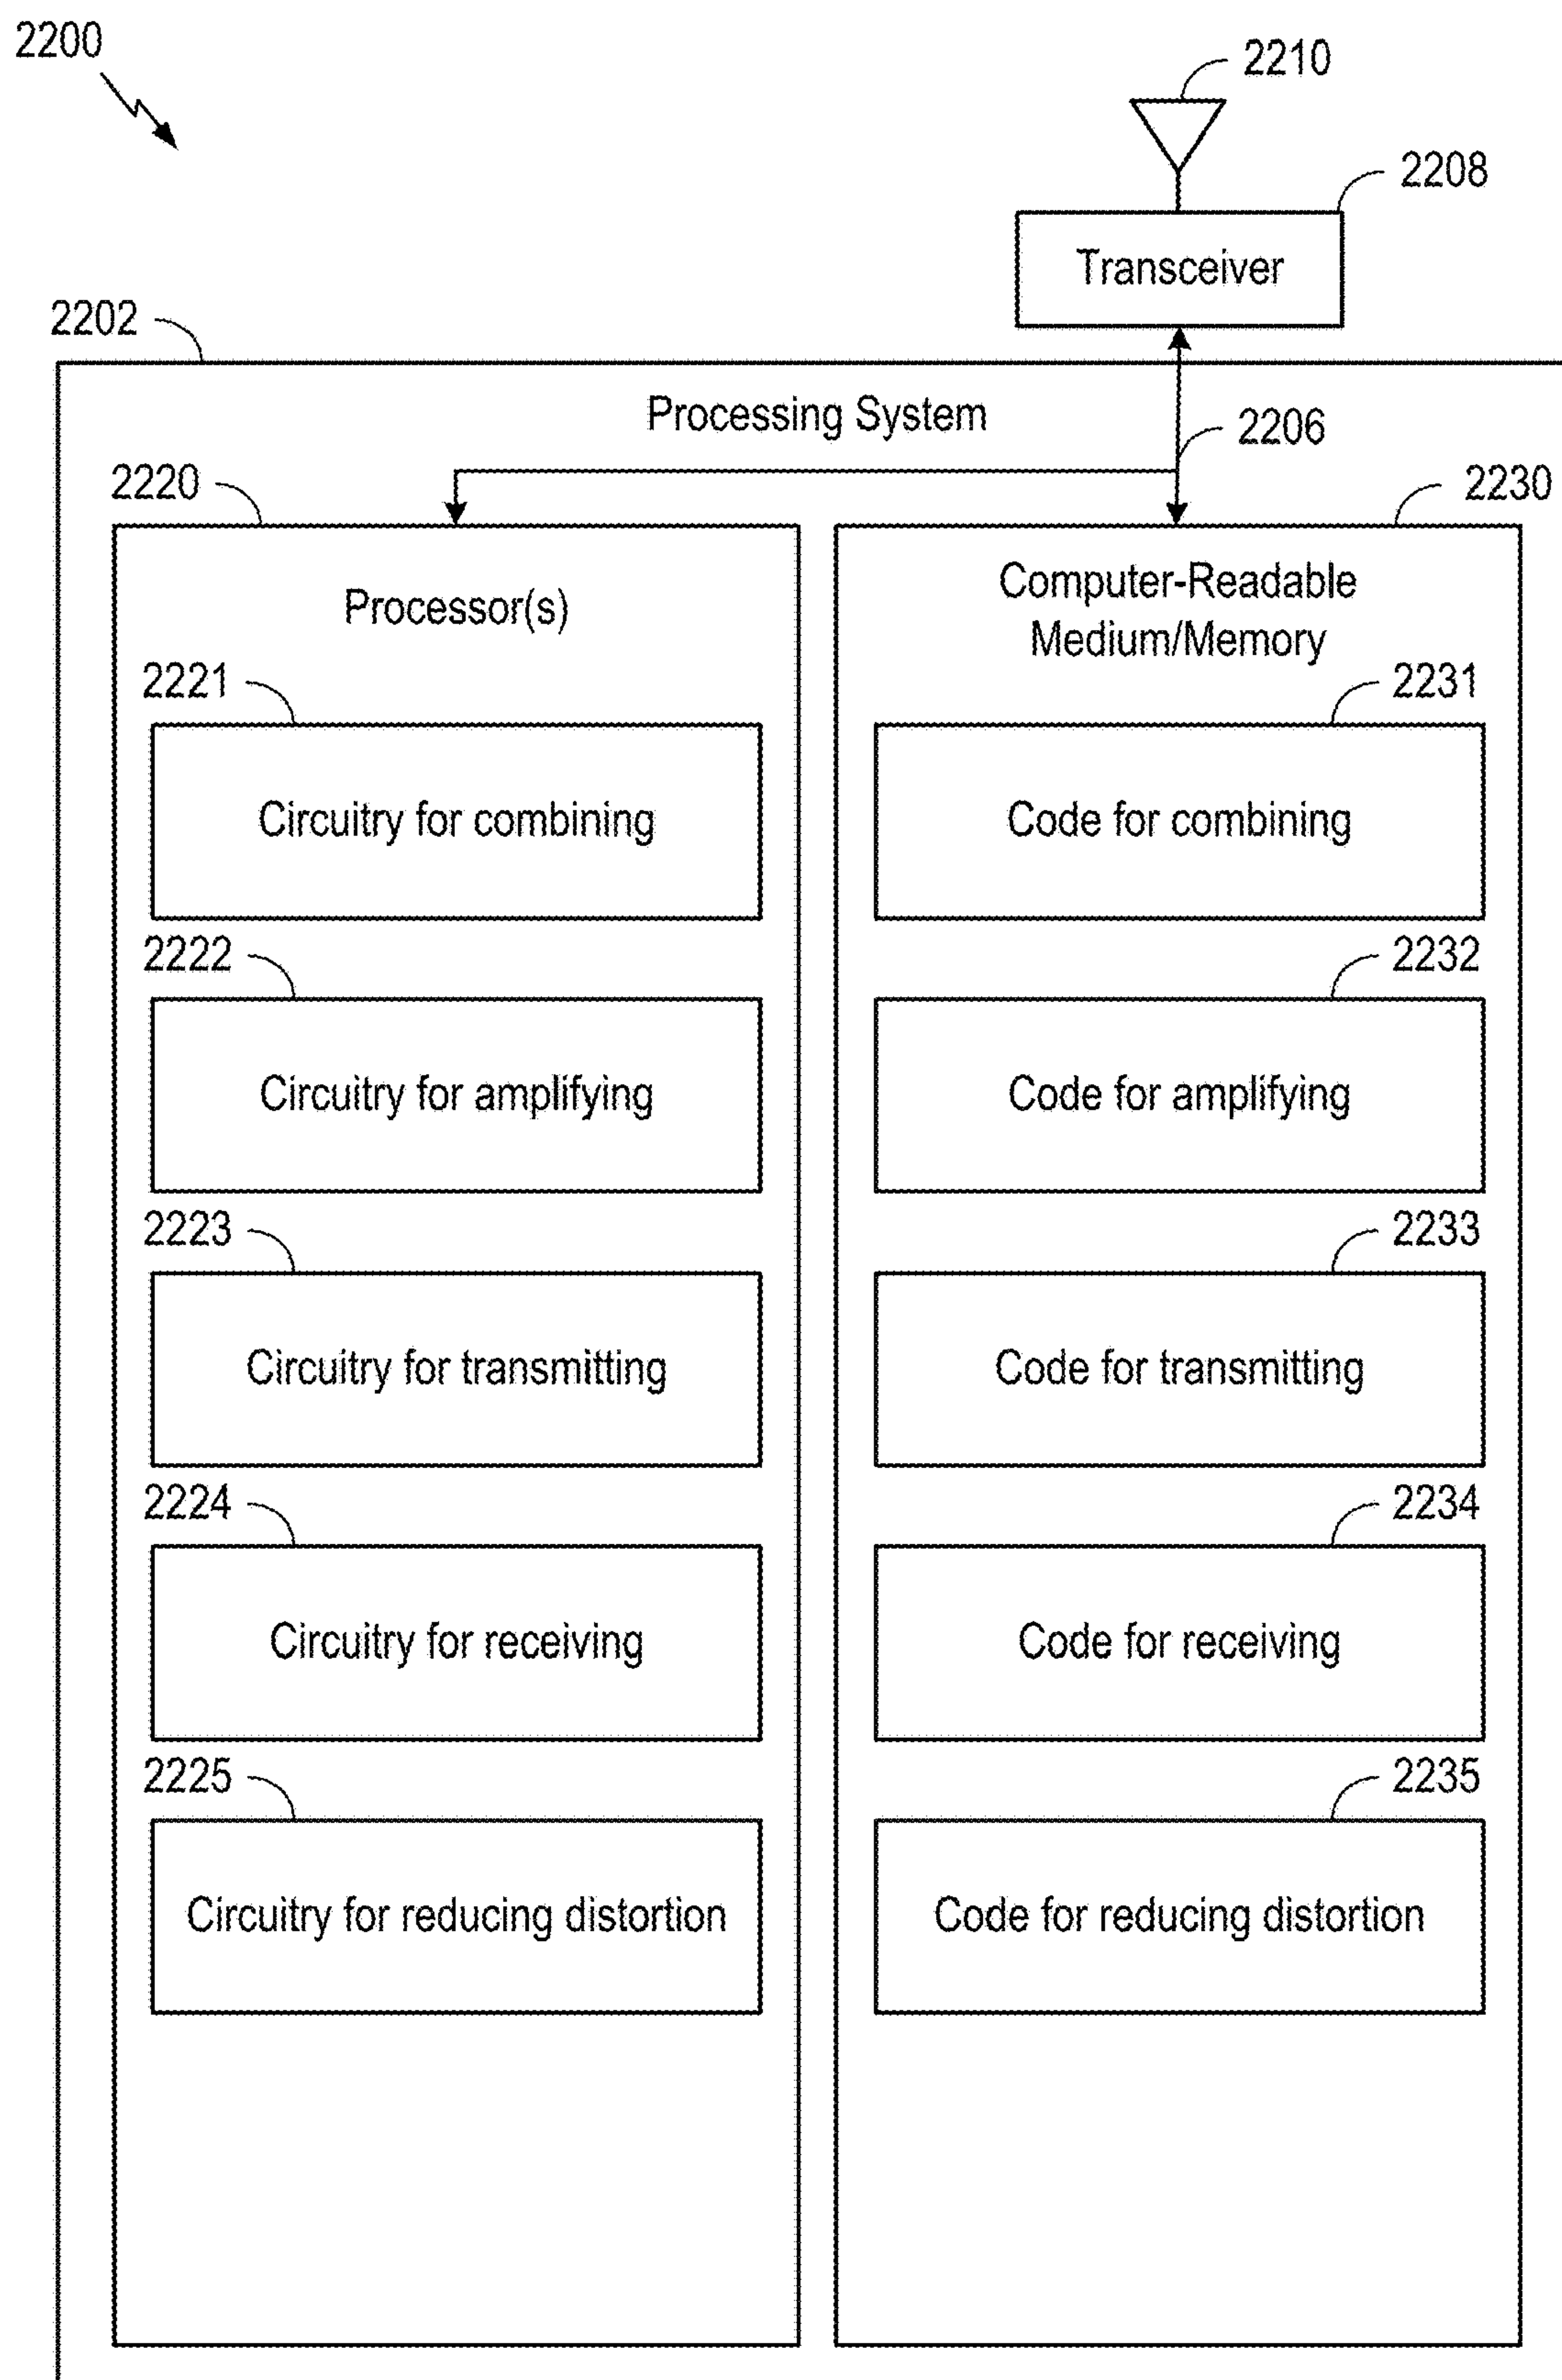 2200
2210
2208
Transceiver
2202
Processing System
2206
2220
2230
Processor(s)
Computer-Readable
Medium/Memory
2221
2231
Circuitry for combining
Code for combining
2222
2232
Circuitry for amplifying
Code for amplifying
2223
2233
Circuitry for transmitting
Code for transmitting
2224
2234
Circuitry for receiving
Code for receiving
2225
2235
Circuitry for reducing distortion
Code for reducing distortion